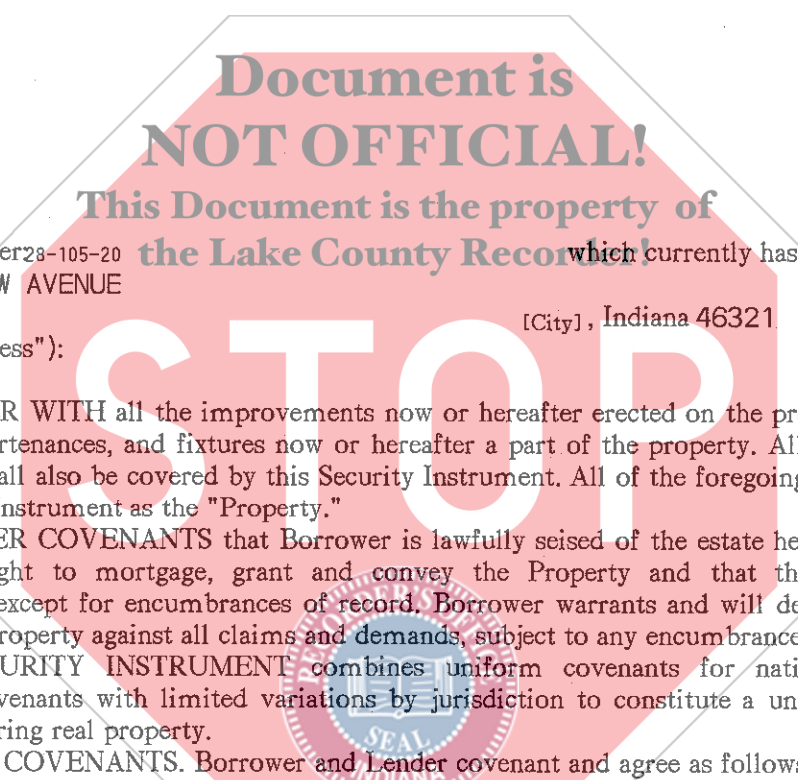 Document is
NOT OFFICIAL!
This Document is the property of
the Lake County Recorder!
er28-105-20 which currently has
W AVENUE
[City], Indiana 46321
ess"):
STOP
R WITH all the improvements now or hereafter erected on the pr
rtenances, and fixtures now or hereafter a part of the property. All
all also be covered by this Security Instrument. All of the foregoing
nstrument as the "Property."
ER COVENANTS that Borrower is lawfully seised of the estate he
ght to mortgage, grant and convey the Property and that th
except for encumbrances of record. Borrower warrants and will de
roperty against all claims and demands, subject to any encumbrance
URITY INSTRUMENT combines uniform covenants for nati
venants with limited variations by jurisdiction to constitute a un
ring real property.
COVENANTS. Borrower and Lender covenant and agree as follows
SEAL
INDIANA